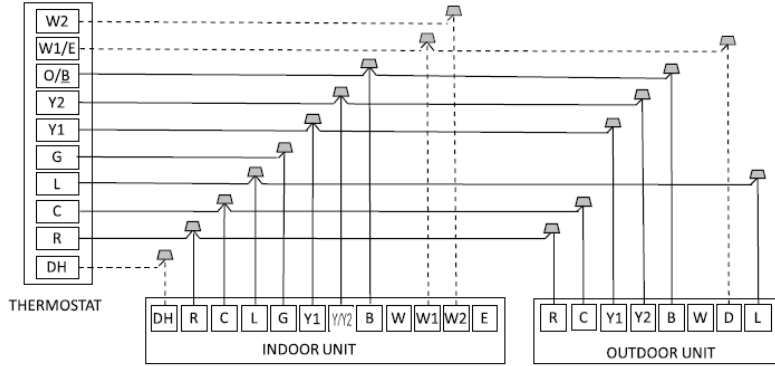 W2
W1/E
O/B
Y2
Y1
G
L
C
R
DH
THERMOSTAT
DH R C L G Y1 Y/Y2 B W W1 W2 E
INDOOR UNIT
R C Y1 Y2 B W D L
OUTDOOR UNIT